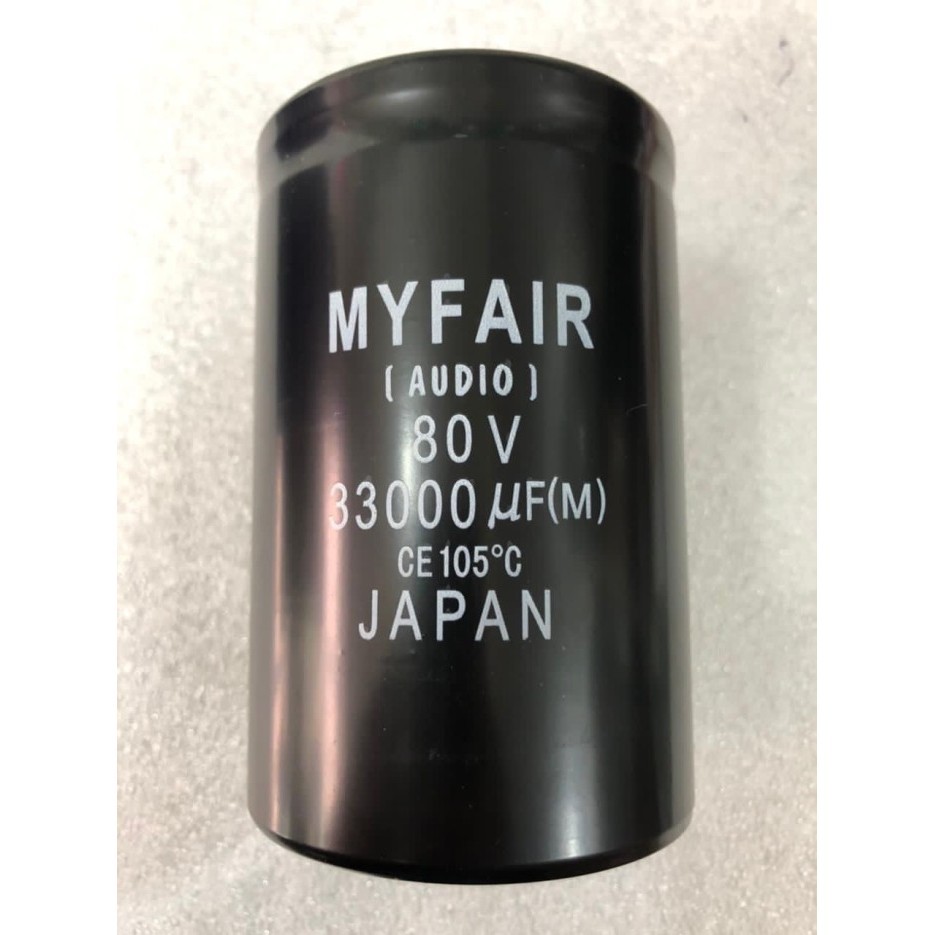 MYFAIR
(AUDIO)
80V
33000μF(M)
CE105°C
JAPAN